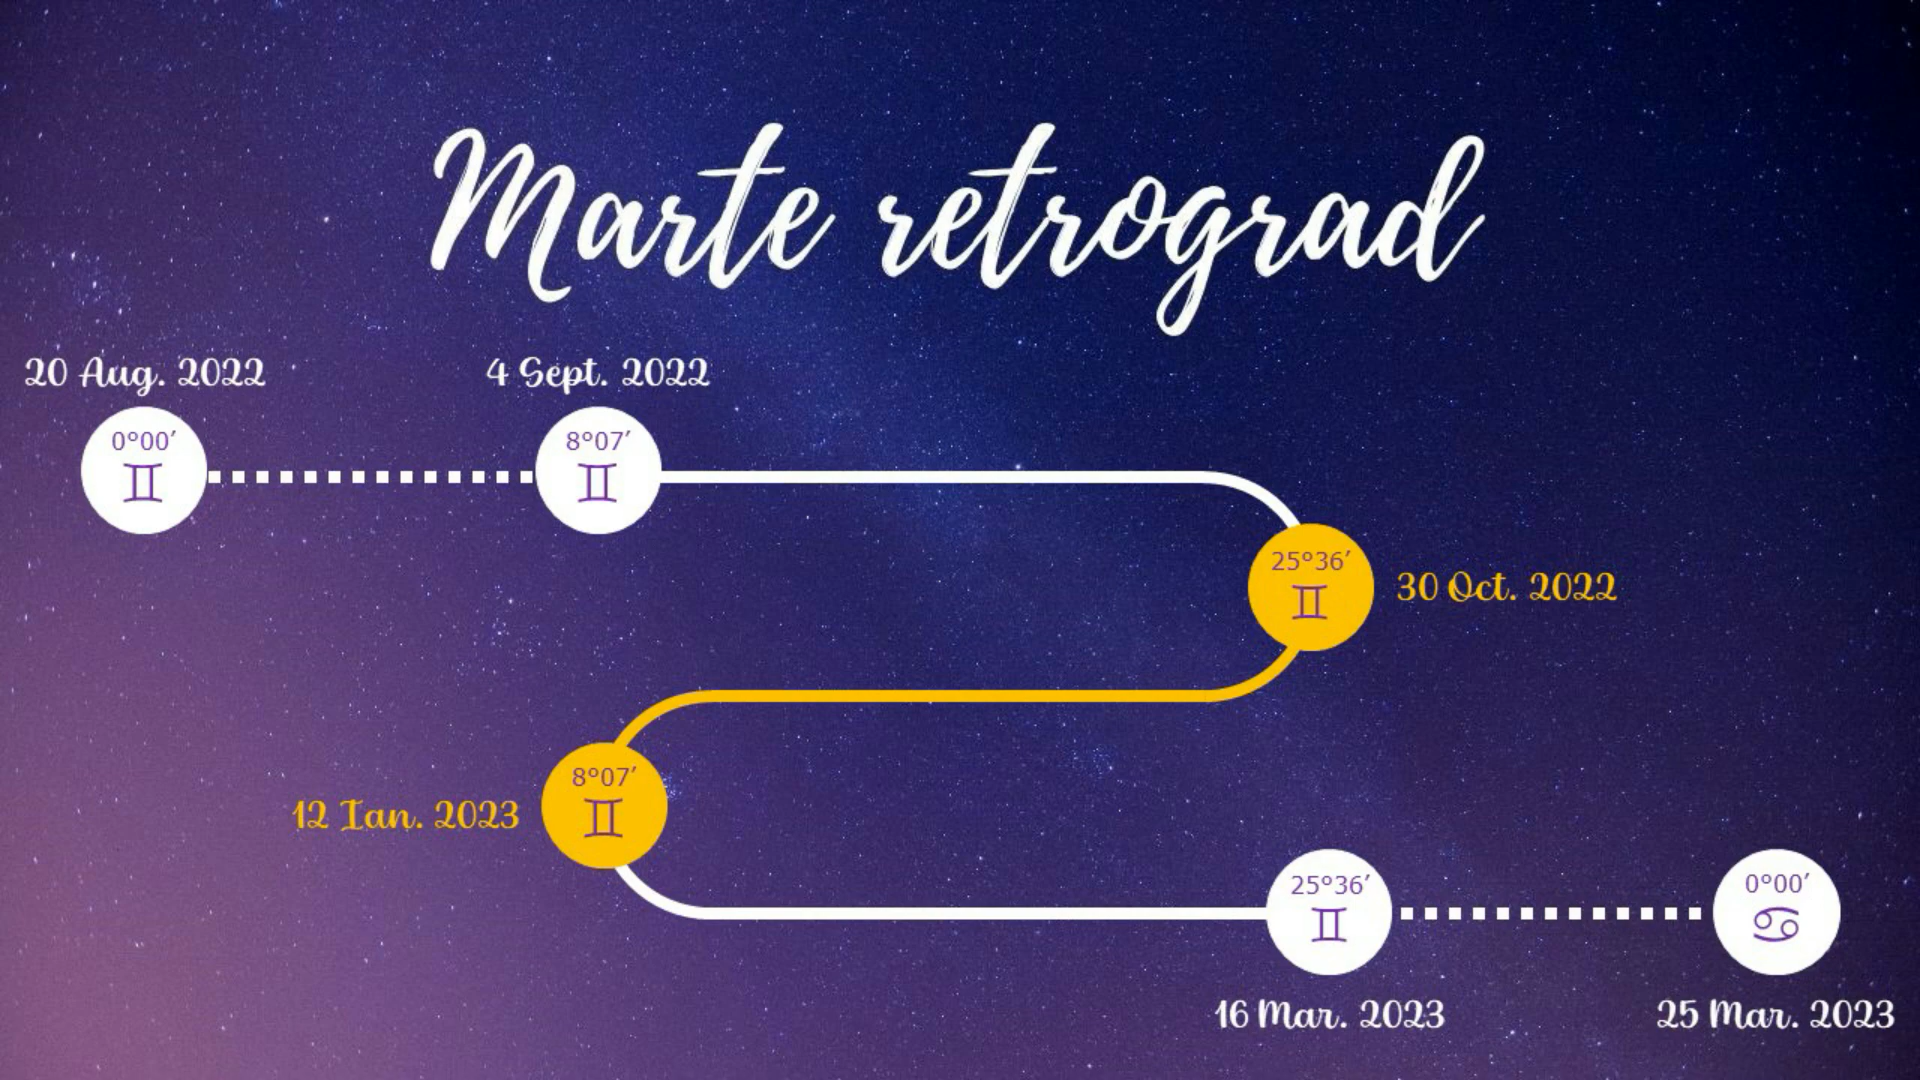 Marte retrograd
20 Aug. 2022
4 Sept. 2022
0°00′
♊
8°07′
♊
25°36′
♊
30 Oct. 2022
8°07′
♊
12 Ian. 2023
25°36′
♊
0°00′
♋
16 Mar. 2023
25 Mar. 2023